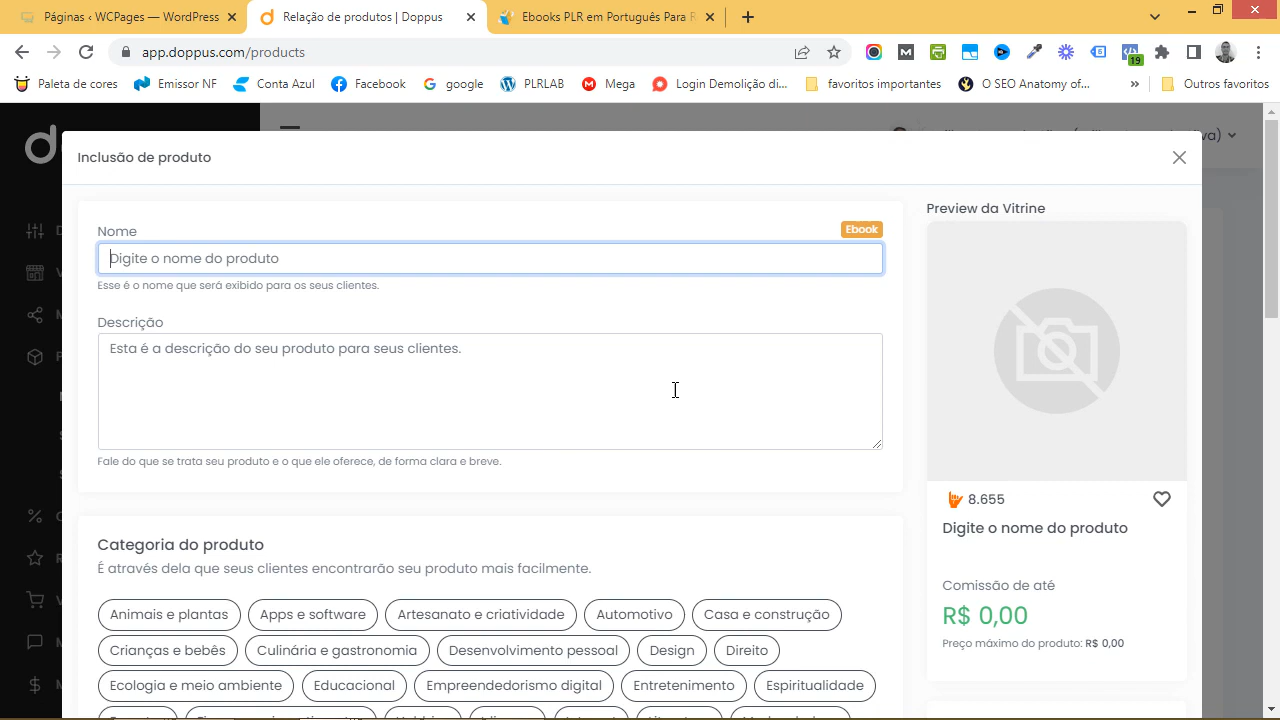 Páginas ‹ WCPages — WordPress
Relação de produtos | Doppus
Ebooks PLR em Português Para R
app.doppus.com/products
19
Paleta de cores
Emissor NF
Conta Azul
Facebook
google
PLRLAB
Mega
Login Demolição di...
favoritos importantes
O SEO Anatomy of...
»
Outros favoritos
Inclusão de produto
Nome
Ebook
Digite o nome do produto
Esse é o nome que será exibido para os seus clientes.
Descrição
Esta é a descrição do seu produto para seus clientes.
Fale do que se trata seu produto e o que ele oferece, de forma clara e breve.
Categoria do produto
É através dela que seus clientes encontrarão seu produto mais facilmente.
Animais e plantas
Apps e software
Artesanato e criatividade
Automotivo
Casa e construção
Crianças e bebês
Culinária e gastronomia
Desenvolvimento pessoal
Design
Direito
Ecologia e meio ambiente
Educacional
Empreendedorismo digital
Entretenimento
Espiritualidade
Preview da Vitrine
8.655
Digite o nome do produto
Comissão de até
R$ 0,00
Preço máximo do produto: R$ 0,00